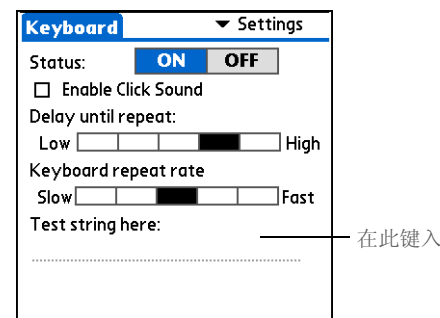 Keyboard
Settings
Status: ON OFF
Enable Click Sound
Delay until repeat:
Low High
Keyboard repeat rate
Slow Fast
Test string here:
在此键入